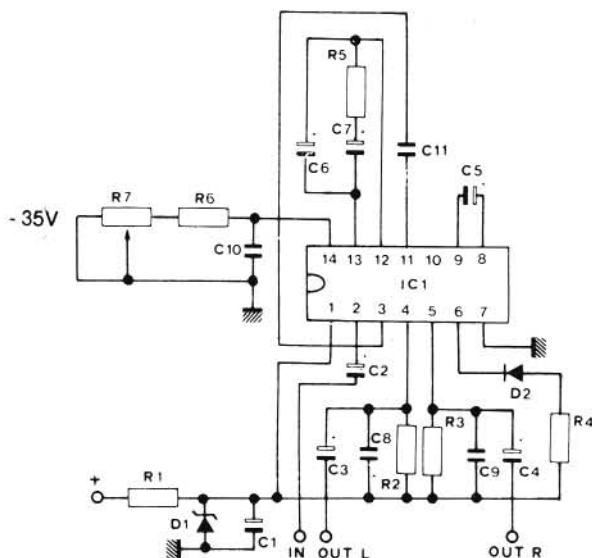 R5
C7
C6
C11
C5
R7
R6
- 35V
C10
14 13 12 11 10 9 8
IC1
1 2 3 4 5 6 7
C2
D2
R4
C8
R3
C3
R2
C9
C4
+
R1
D1
C1
IN
OUT L
OUT R